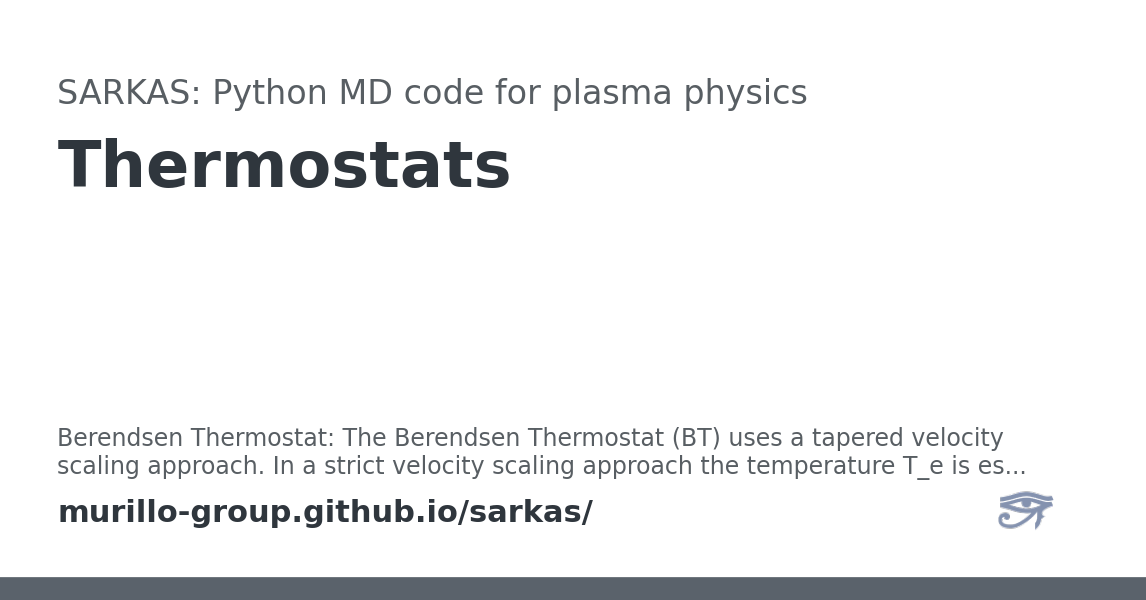 SARKAS: Python MD code for plasma physics
Thermostats
Berendsen Thermostat: The Berendsen Thermostat (BT) uses a tapered velocity
scaling approach. In a strict velocity scaling approach the temperature T_e is es...
murillo-group.github.io/sarkas/